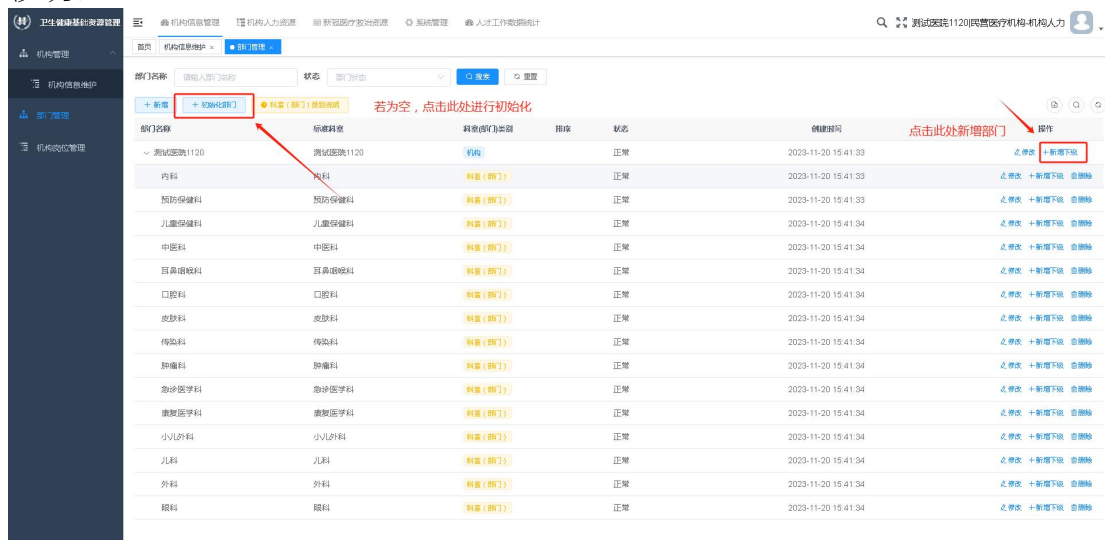 卫生健康基础资源管理 机构信息管理 机构人力资源 新冠医疗救治资源 系统管理 人才工作数据统计 测试医院1120|民营医疗机构-机构人力
机构管理
机构信息维护
部门管理
机构岗位管理
首页 机构信息维护 × 部门管理 ×
部门名称 请输入部门名称 状态 部门状态 搜索 重置
+ 新增 + 初始化部门 科室(部门)类别说明 若为空，点击此处进行初始化
点击此处新增部门
部门名称 标准科室 科室(部门)类别 排序 状态 创建时间 操作
测试医院1120 测试医院1120 机构 正常 2023-11-20 15:41:33 修改 +新增下级
内科 内科 科室(部门) 正常 2023-11-20 15:41:33 修改 +新增下级 删除
预防保健科 预防保健科 科室(部门) 正常 2023-11-20 15:41:33 修改 +新增下级 删除
儿童保健科 儿童保健科 科室(部门) 正常 2023-11-20 15:41:34 修改 +新增下级 删除
中医科 中医科 科室(部门) 正常 2023-11-20 15:41:34 修改 +新增下级 删除
耳鼻咽喉科 耳鼻咽喉科 科室(部门) 正常 2023-11-20 15:41:34 修改 +新增下级 删除
口腔科 口腔科 科室(部门) 正常 2023-11-20 15:41:34 修改 +新增下级 删除
皮肤科 皮肤科 科室(部门) 正常 2023-11-20 15:41:34 修改 +新增下级 删除
传染科 传染科 科室(部门) 正常 2023-11-20 15:41:34 修改 +新增下级 删除
肿瘤科 肿瘤科 科室(部门) 正常 2023-11-20 15:41:34 修改 +新增下级 删除
急诊医学科 急诊医学科 科室(部门) 正常 2023-11-20 15:41:34 修改 +新增下级 删除
康复医学科 康复医学科 科室(部门) 正常 2023-11-20 15:41:34 修改 +新增下级 删除
小儿外科 小儿外科 科室(部门) 正常 2023-11-20 15:41:34 修改 +新增下级 删除
儿科 儿科 科室(部门) 正常 2023-11-20 15:41:34 修改 +新增下级 删除
外科 外科 科室(部门) 正常 2023-11-20 15:41:34 修改 +新增下级 删除
眼科 眼科 科室(部门) 正常 2023-11-20 15:41:34 修改 +新增下级 删除